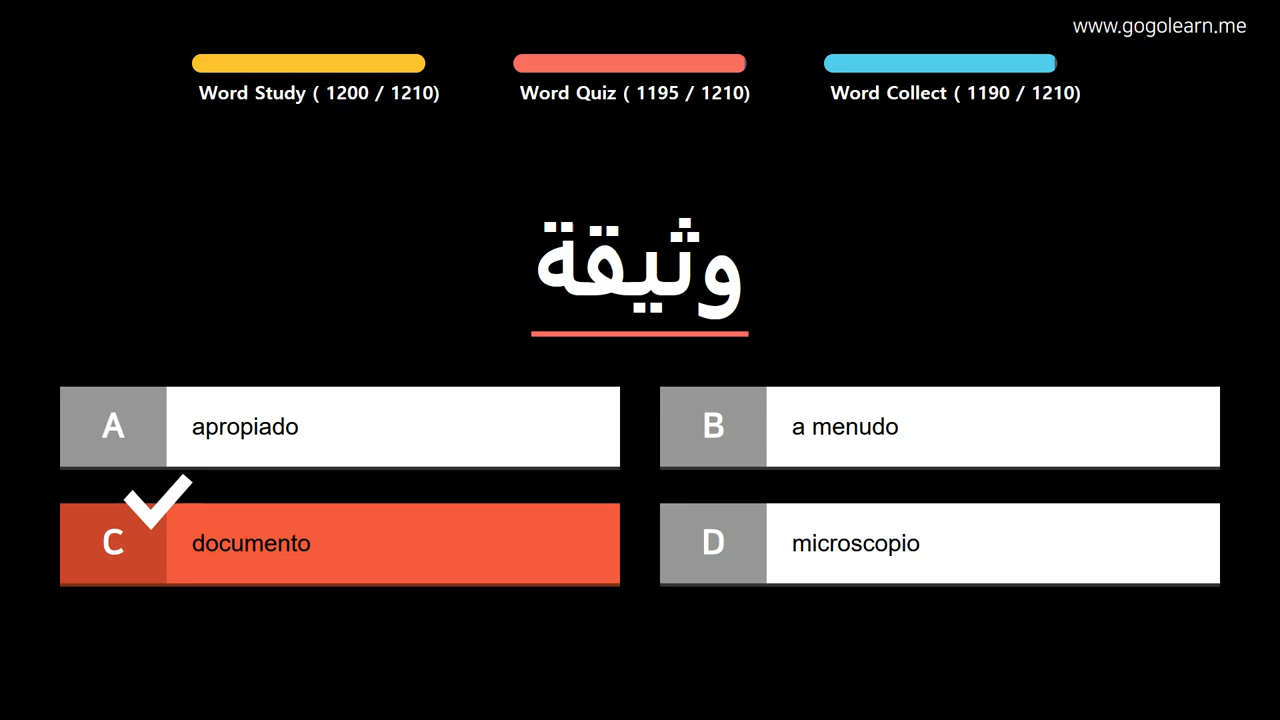 www.gogolearn.me
Word Study ( 1200 / 1210)
Word Quiz ( 1195 / 1210)
Word Collect ( 1190 / 1210)
وثيقة
A apropiado
B a menudo
C documento
D microscopio